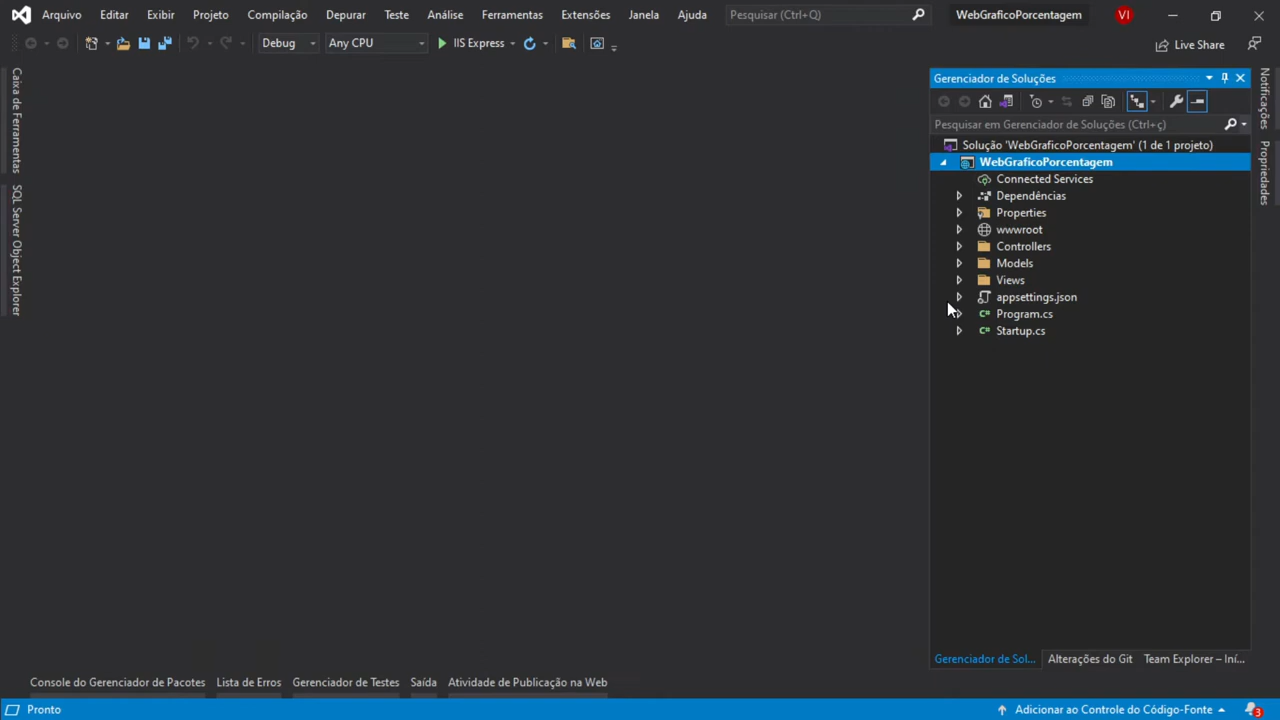 Arquivo Editar Exibir Projeto Compilação Depurar Teste Análise Ferramentas Extensões Janela Ajuda Pesquisar (Ctrl+Q) WebGraficoPorcentagem VI
Debug Any CPU IIS Express Live Share
Caixa de Ferramentas
SQL Server Object Explorer
Gerenciador de Soluções
Pesquisar em Gerenciador de Soluções (Ctrl+ç)
Solução 'WebGraficoPorcentagem' (1 de 1 projeto)
WebGraficoPorcentagem
Connected Services
Dependências
Properties
wwwroot
Controllers
Models
Views
appsettings.json
C# Program.cs
C# Startup.cs
Gerenciador de Sol... Alterações do Git Team Explorer – Iní...
Notificações
Propriedades
Console do Gerenciador de Pacotes Lista de Erros Gerenciador de Testes Saída Atividade de Publicação na Web
Pronto Adicionar ao Controle do Código-Fonte 3